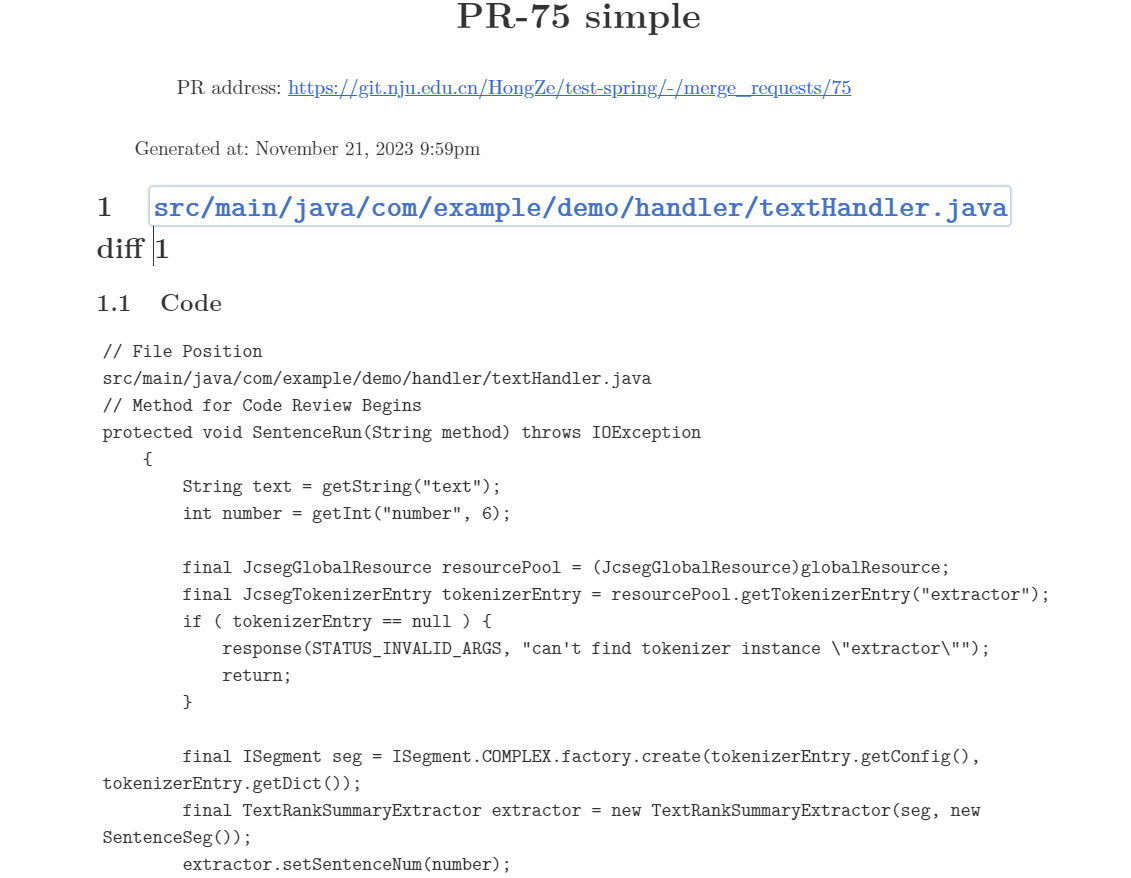 PR-75 simple
PR address: https://git.nju.edu.cn/HongZe/test-spring/-/merge_requests/75
Generated at: November 21, 2023 9:59pm
1 src/main/java/com/example/demo/handler/textHandler.java
diff 1
1.1 Code
// File Position
src/main/java/com/example/demo/handler/textHandler.java
// Method for Code Review Begins
protected void SentenceRun(String method) throws IOException
    {
        String text = getString("text");
        int number = getInt("number", 6);

        final JcsegGlobalResource resourcePool = (JcsegGlobalResource)globalResource;
        final JcsegTokenizerEntry tokenizerEntry = resourcePool.getTokenizerEntry("extractor");
        if ( tokenizerEntry == null ) {
            response(STATUS_INVALID_ARGS, "can't find tokenizer instance \"extractor\"");
            return;
        }

        final ISegment seg = ISegment.COMPLEX.factory.create(tokenizerEntry.getConfig(),
tokenizerEntry.getDict());
        final TextRankSummaryExtractor extractor = new TextRankSummaryExtractor(seg, new
SentenceSeg());
        extractor.setSentenceNum(number);